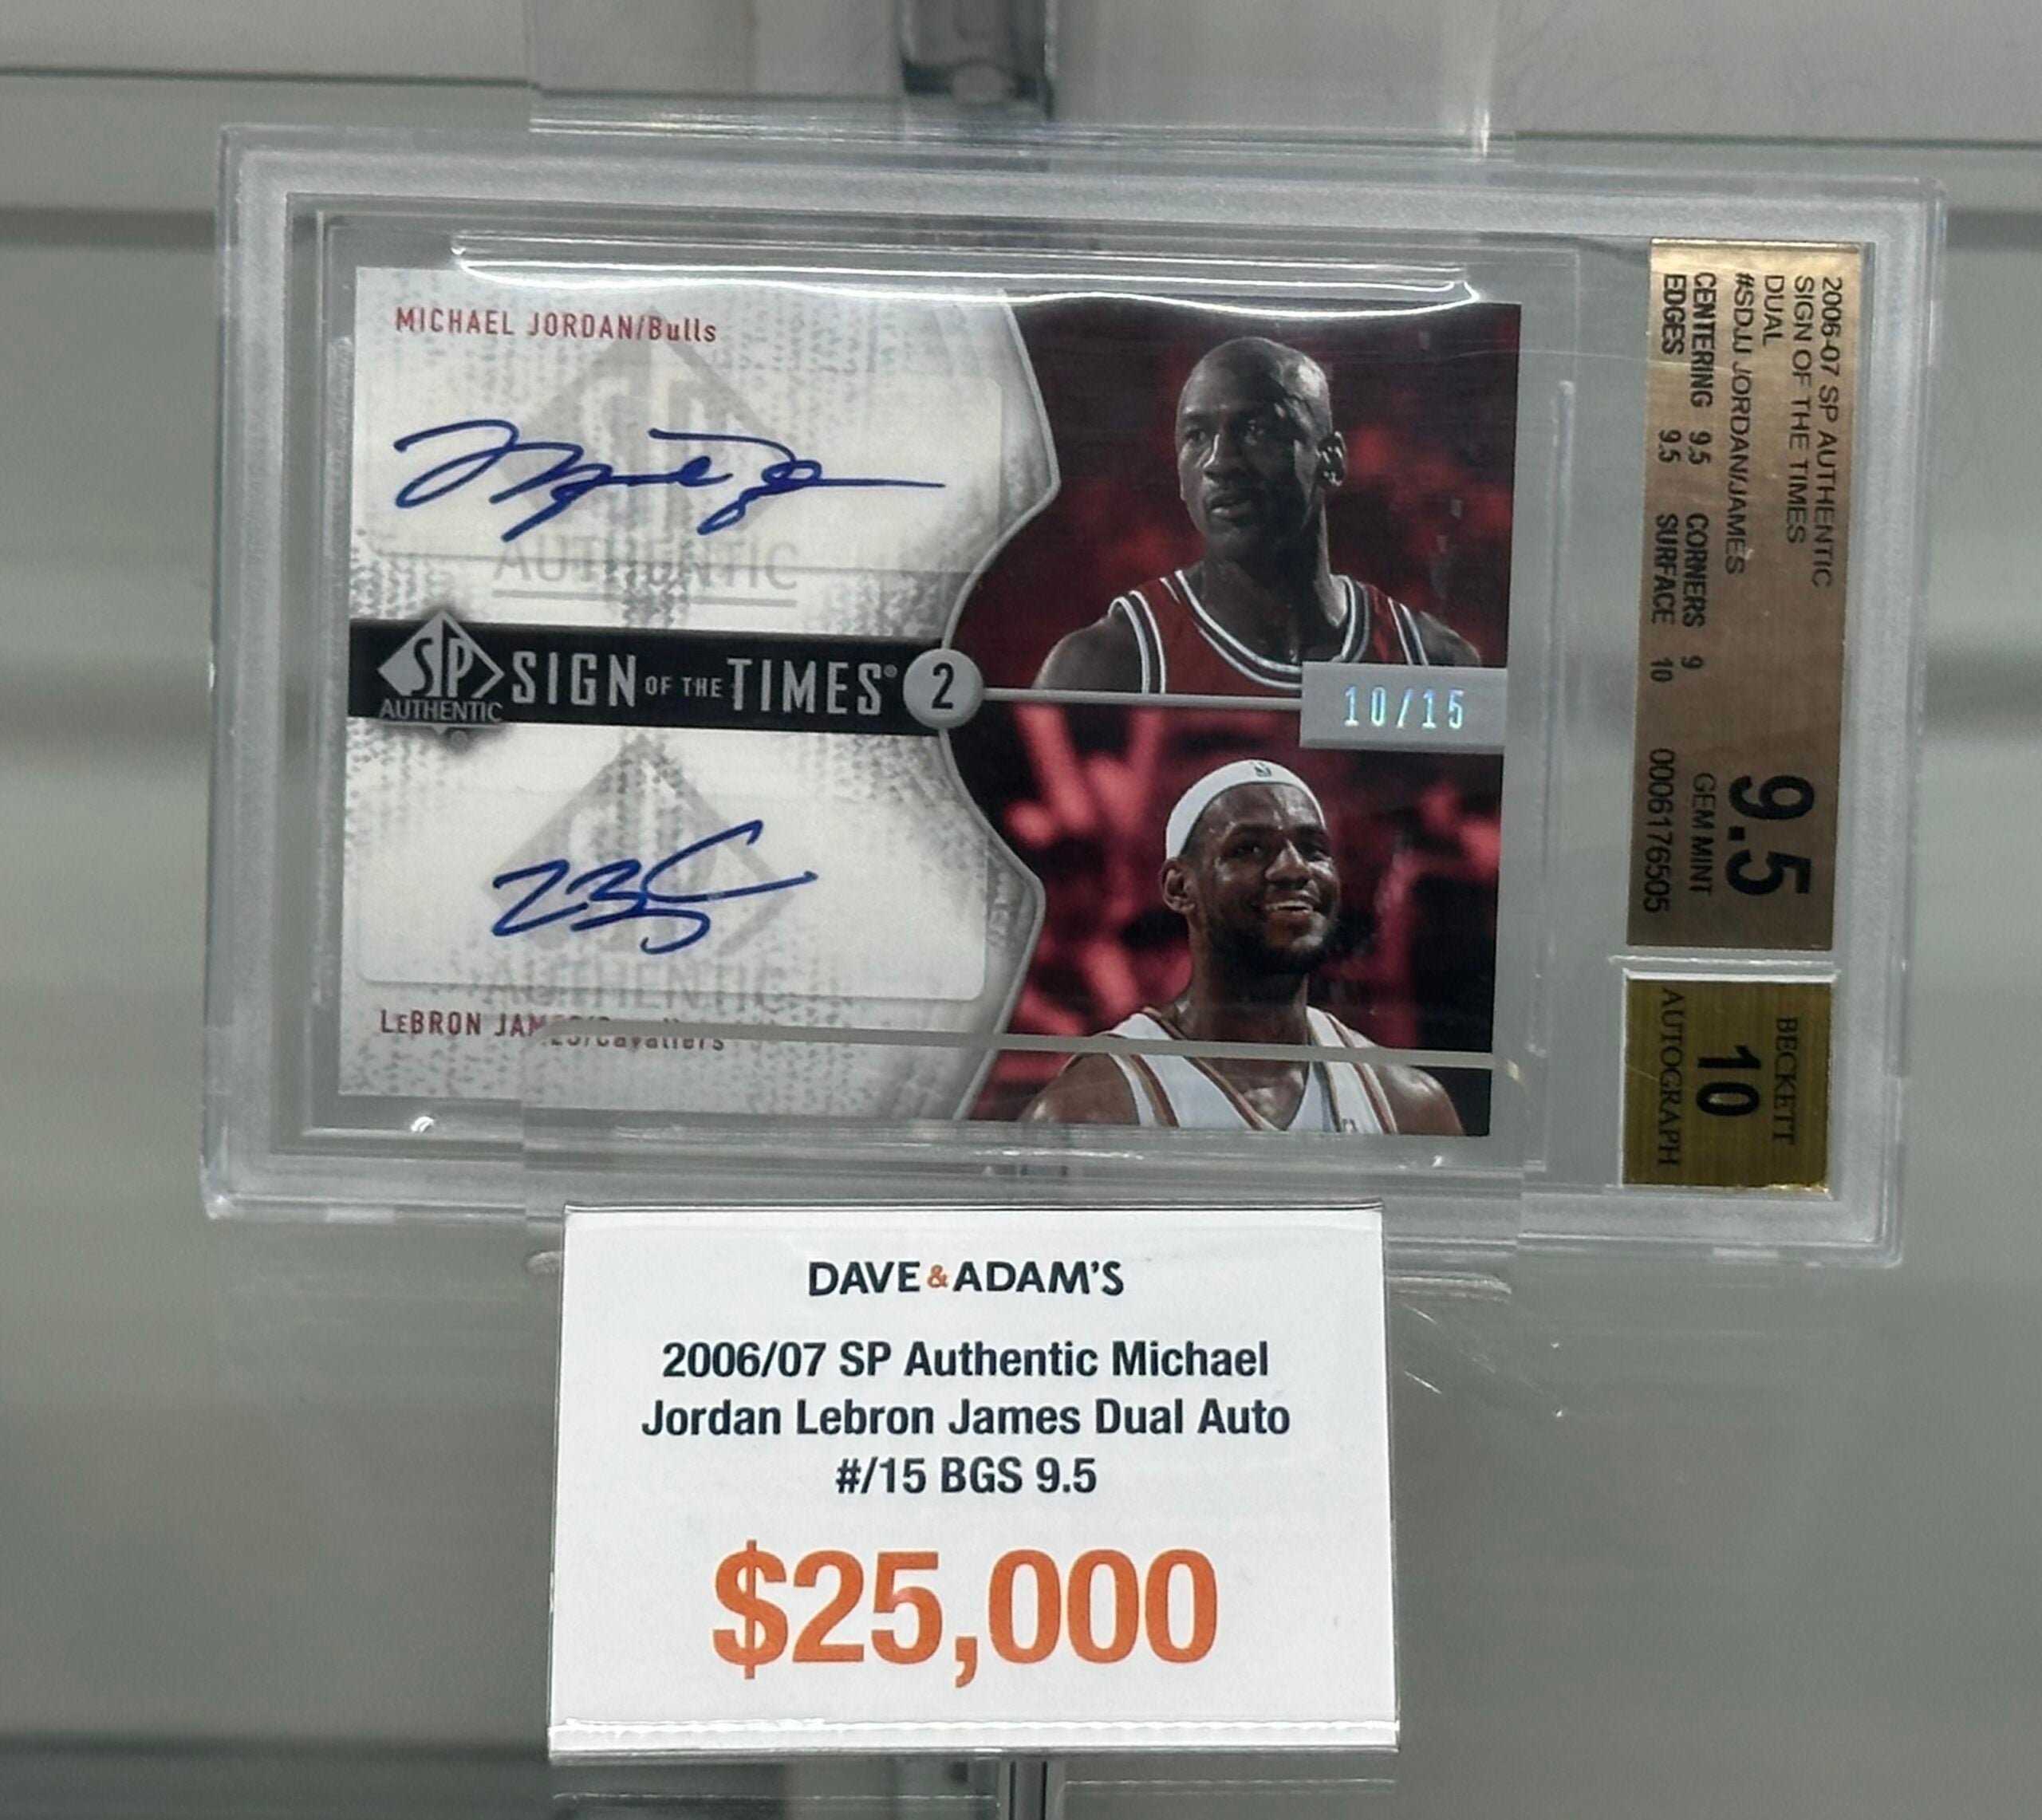 MICHAEL JORDAN/Bulls
AUTHENTIC
SP
AUTHENTIC
SIGN OF THE TIMES® 2
10/15
AUTHENTIC
LEBRON JAMES/Cavaliers
2006-07 SP AUTHENTIC
SIGN OF THE TIMES
DUAL
#SDJJ JORDAN/JAMES
CENTERING 9.5 CORNERS 9
EDGES 9.5 SURFACE 10
9.5
GEM MINT
0006176505
BECKETT
10
AUTOGRAPH
DAVE & ADAM'S
2006/07 SP Authentic Michael
Jordan Lebron James Dual Auto
#/15 BGS 9.5
$25,000